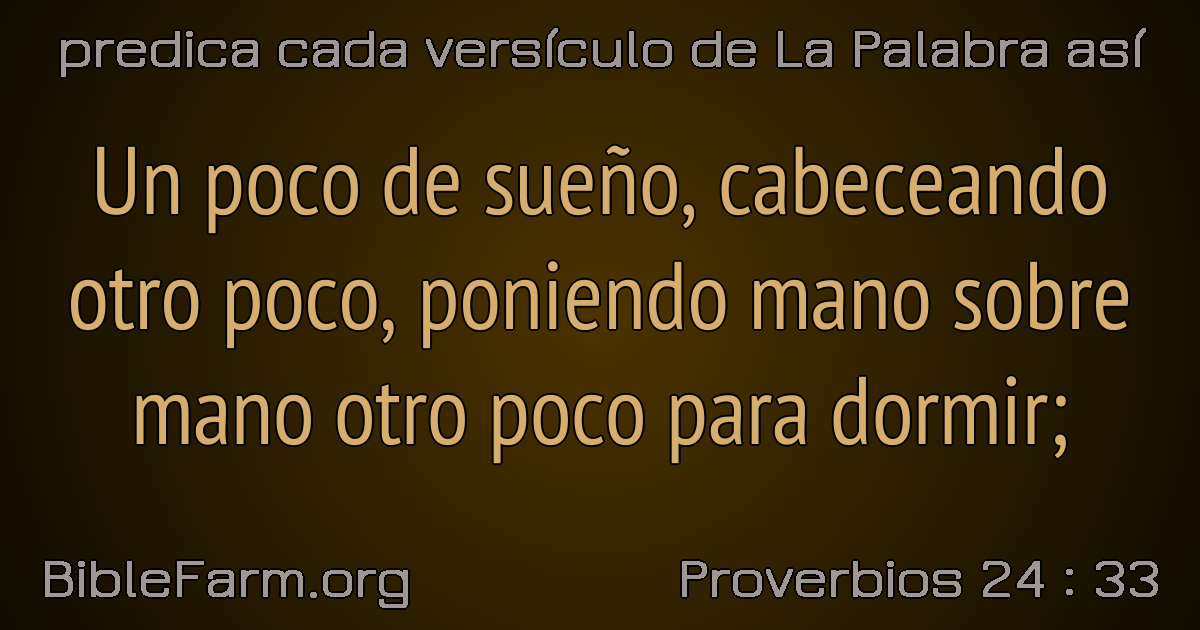 predica cada versículo de La Palabra así
Un poco de sueño, cabeceando
otro poco, poniendo mano sobre
mano otro poco para dormir;
BibleFarm.org
Proverbios 24 : 33